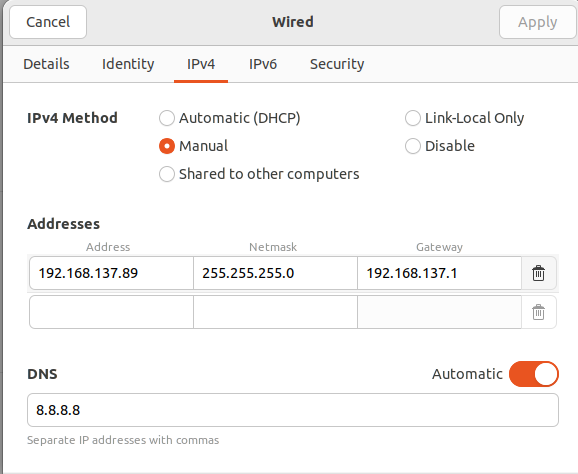 Cancel Wired Apply
Details Identity IPv4 IPv6 Security
IPv4 Method Automatic (DHCP) Link-Local Only
Manual Disable
Shared to other computers
Addresses
Address Netmask Gateway
192.168.137.89 255.255.255.0 192.168.137.1
DNS Automatic
8.8.8.8
Separate IP addresses with commas